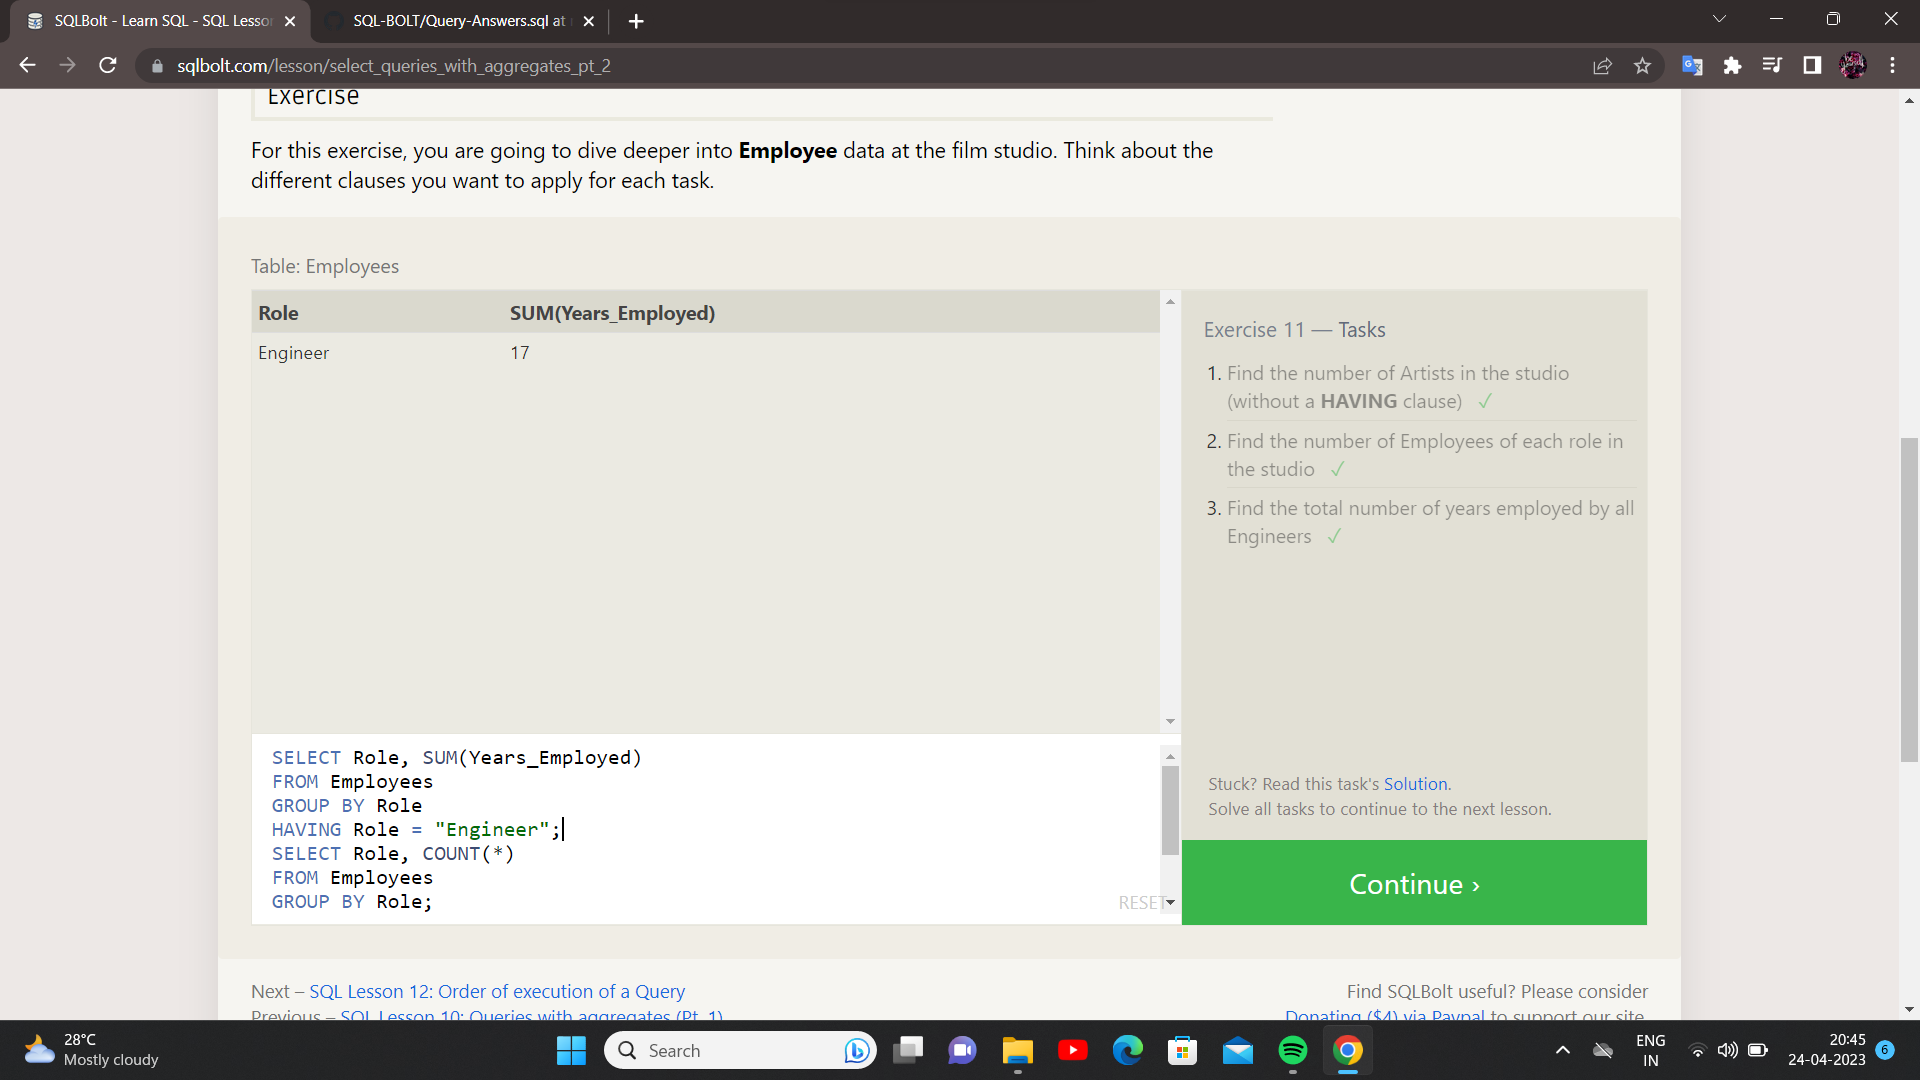 SQLBolt - Learn SQL - SQL Lesson
SQL-BOLT/Query-Answers.sql at
sqlbolt.com/lesson/select_queries_with_aggregates_pt_2
Exercise
For this exercise, you are going to dive deeper into Employee data at the film studio. Think about the
different clauses you want to apply for each task.
Table: Employees
Role SUM(Years_Employed)
Engineer 17
Exercise 11 — Tasks
1. Find the number of Artists in the studio
(without a HAVING clause) ✓
2. Find the number of Employees of each role in
the studio ✓
3. Find the total number of years employed by all
Engineers ✓
SELECT Role, SUM(Years_Employed)
FROM Employees
GROUP BY Role
HAVING Role = "Engineer";
SELECT Role, COUNT(*)
FROM Employees
GROUP BY Role;
RESET
Stuck? Read this task's Solution.
Solve all tasks to continue to the next lesson.
Continue ›
Next – SQL Lesson 12: Order of execution of a Query
Previous – SQL Lesson 10: Queries with aggregates (Pt. 1)
Find SQLBolt useful? Please consider
Donating ($4) via Paypal to support our site.
28°C
Mostly cloudy
Search
ENG
IN
20:45
24-04-2023
6